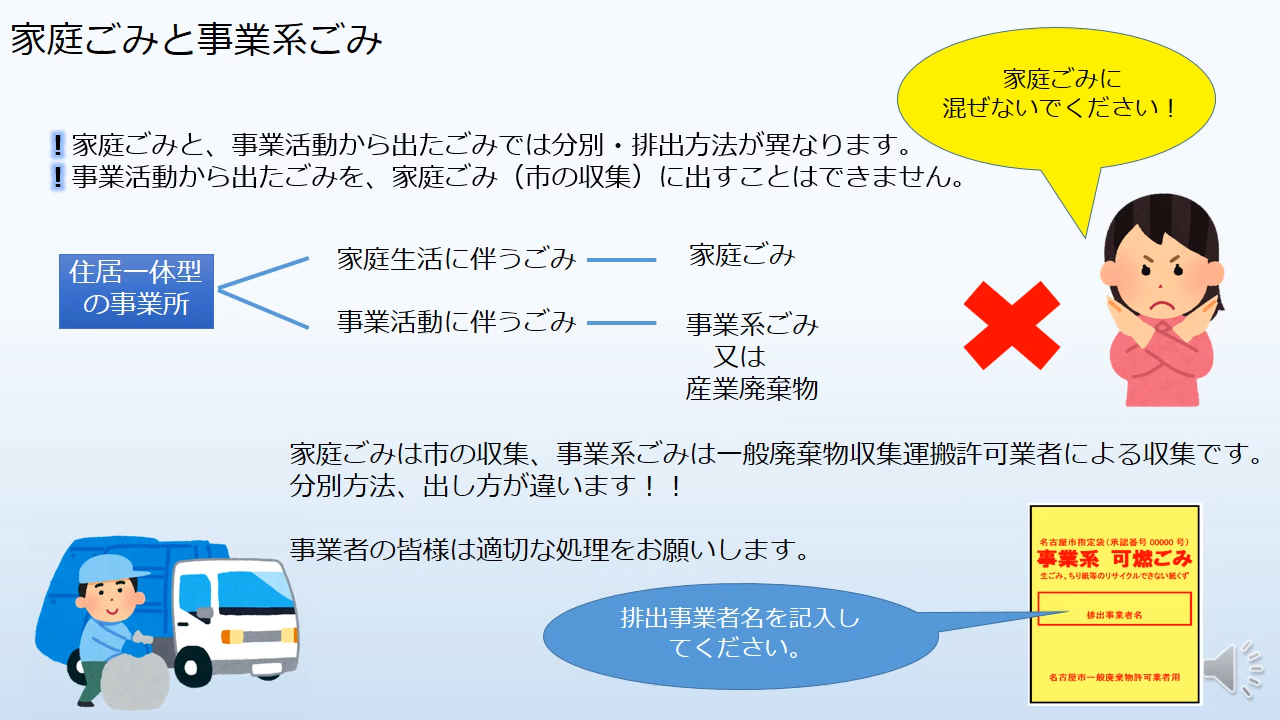 家庭ごみと事業系ごみ
家庭ごみに
混ぜないでください！
！家庭ごみと、事業活動から出たごみでは分別・排出方法が異なります。
！事業活動から出たごみを、家庭ごみ（市の収集）に出すことはできません。
住居一体型
の事業所
家庭生活に伴うごみ
家庭ごみ
事業活動に伴うごみ
事業系ごみ
又は
産業廃棄物
家庭ごみは市の収集、事業系ごみは一般廃棄物収集運搬許可業者による収集です。
分別方法、出し方が違います！！
事業者の皆様は適切な処理をお願いします。
排出事業者名を記入し
てください。
名古屋市指定袋（承認番号 00000 号）
事業系 可燃ごみ
生ごみ、ちり紙等のリサイクルできない紙くず
排出事業者名
名古屋市一般廃棄物許可業者用